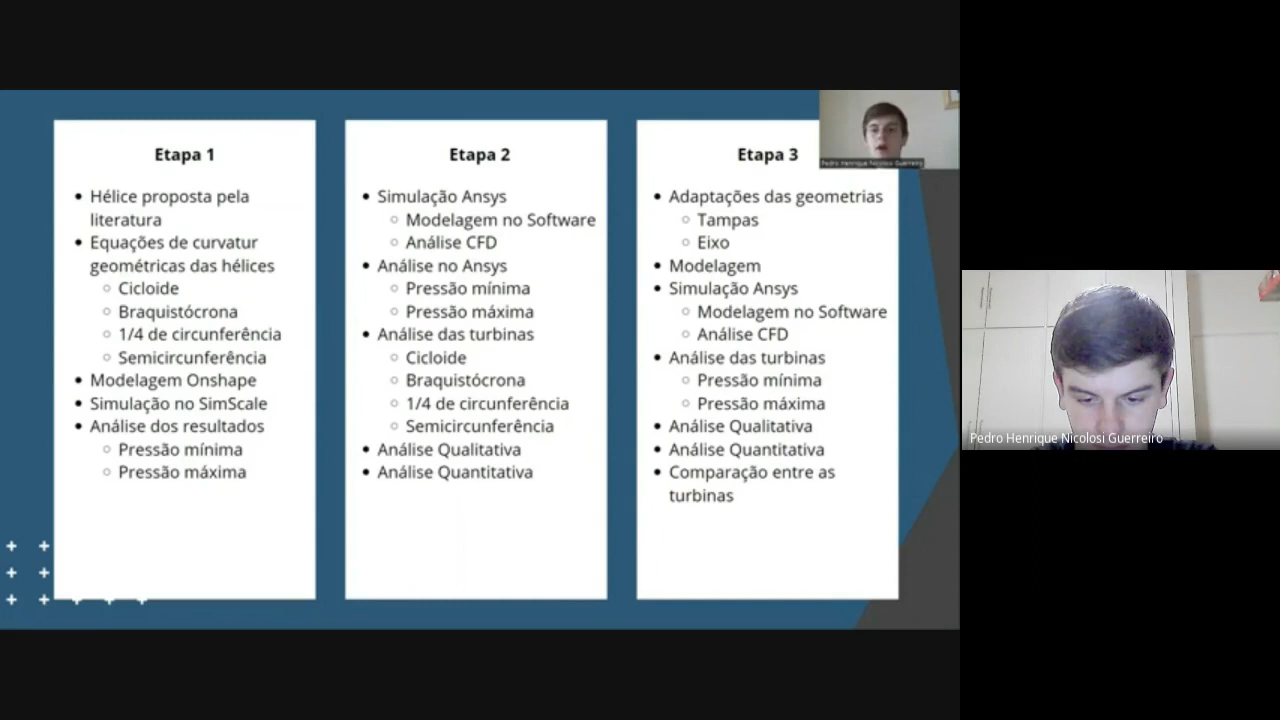 Etapa 1
Hélice proposta pela
literatura
Equações de curvatur
geométricas das hélices
Cicloide
Braquistócrona
1/4 de circunferência
Semicircunferência
Modelagem Onshape
Simulação no SimScale
Análise dos resultados
Pressão mínima
Pressão máxima
Etapa 2
Simulação Ansys
Modelagem no Software
Análise CFD
Análise no Ansys
Pressão mínima
Pressão máxima
Análise das turbinas
Cicloide
Braquistócrona
1/4 de circunferência
Semicircunferência
Análise Qualitativa
Análise Quantitativa
Etapa 3
Adaptações das geometrias
Tampas
Eixo
Modelagem
Simulação Ansys
Modelagem no Software
Análise CFD
Análise das turbinas
Pressão mínima
Pressão máxima
Análise Qualitativa
Análise Quantitativa
Comparação entre as
turbinas
Pedro Henrique Nicolosi Guerreiro
Pedro Henrique Nicolosi Guerreiro